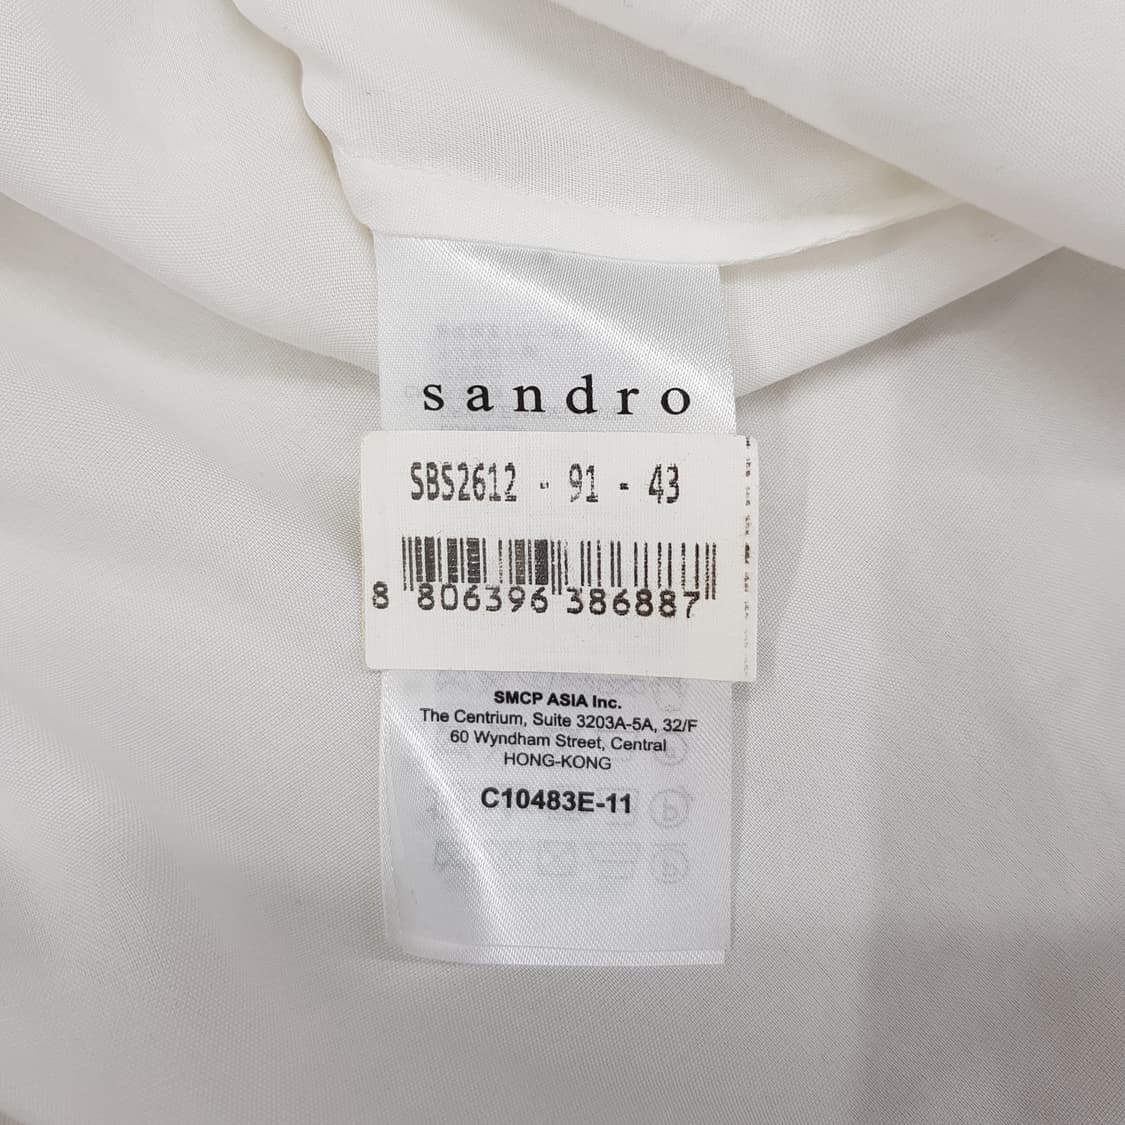 sandro
SBS2612 - 91 - 43
8 806396 386887
SMCP ASIA Inc.
The Centrium, Suite 3203A-5A, 32/F
60 Wyndham Street, Central
HONG-KONG
C10483E-11